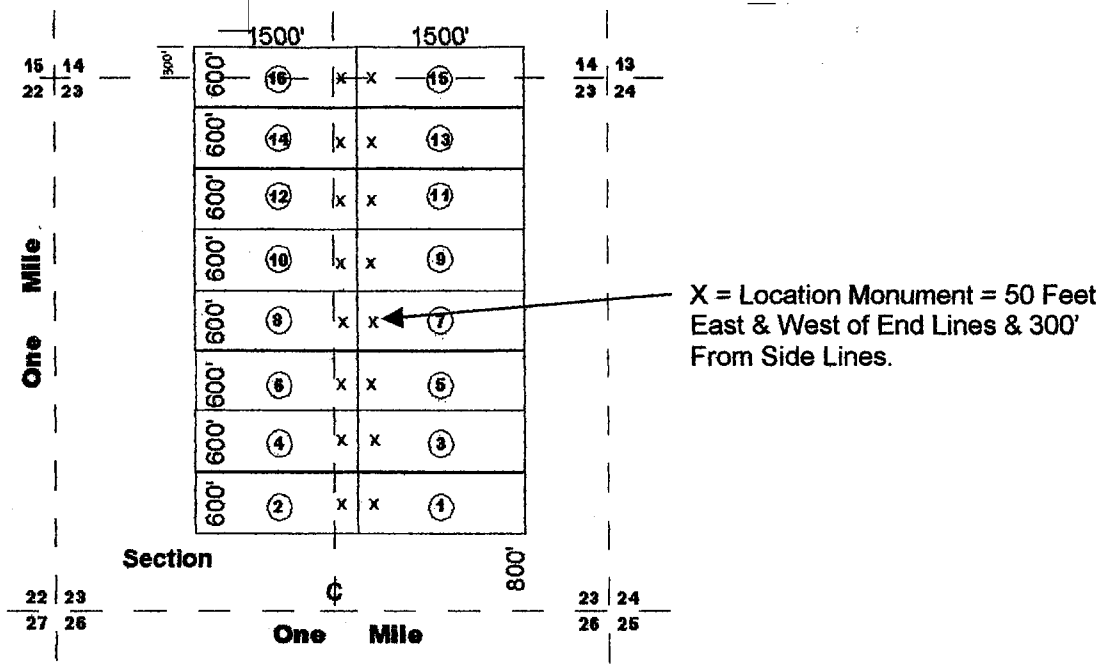 1500' 1500'
15 14 14 13
22 23 23 24
300'
600' 16 x x 15
600' 14 x x 13
600' 12 x x 11
600' 10 x x 9
600' 8 x x 7
600' 6 x x 5
600' 4 x x 3
600' 2 x x 1
One Mile
X = Location Monument = 50 Feet
East & West of End Lines & 300'
From Side Lines.
Section
800'
₵
22 23 23 24
27 26 26 25
One Mile